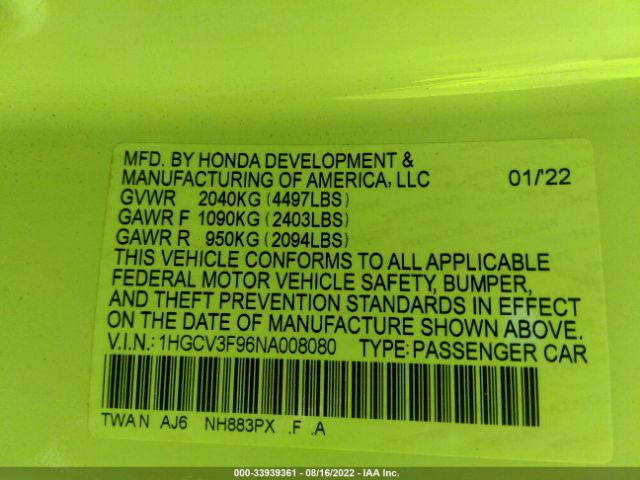 MFD. BY HONDA DEVELOPMENT &
MANUFACTURING OF AMERICA, LLC 01/'22
GVWR 2040KG (4497LBS)
GAWR F 1090KG (2403LBS)
GAWR R 950KG (2094LBS)
THIS VEHICLE CONFORMS TO ALL APPLICABLE
FEDERAL MOTOR VEHICLE SAFETY, BUMPER,
AND THEFT PREVENTION STANDARDS IN EFFECT
ON THE DATE OF MANUFACTURE SHOWN ABOVE.
V.I.N.: 1HGCV3F96NA008080 TYPE: PASSENGER CAR
TWAN AJ6 NH883PX .F .A
000-33939361 - 08/16/2022 - IAA Inc.